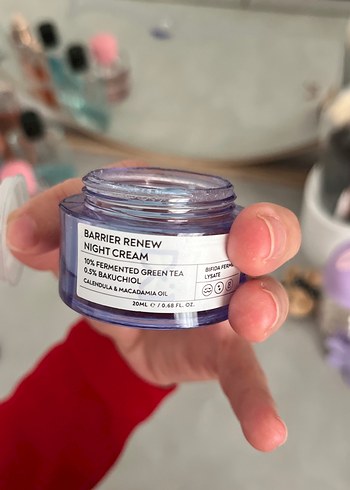 BARRIER RENEW
NIGHT CREAM
10% FERMENTED GREEN TEA
0.5% BAKUCHIOL
CALENDULA & MACADAMIA OIL
BIFIDA
LYSATE
20ML ℮ / 0.68 FL. OZ.